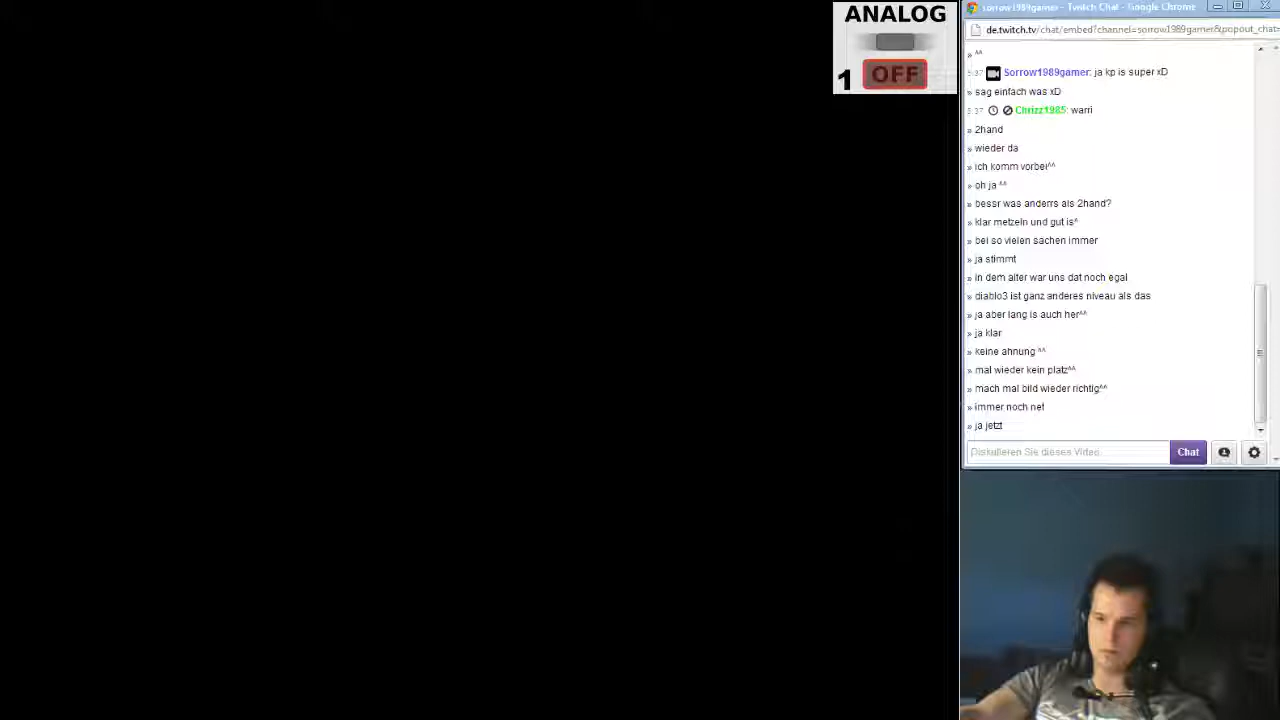 ANALOG
1 OFF
sorrow1989gamer - Twitch Chat - Google Chrome
de.twitch.tv/chat/embed?channel=sorrow1989gamer&popout_chat=
» ^^
5:37 Sorrow1989gamer: ja kp is super xD
» sag einfach was xD
5:37 Chrizz1985: warri
» 2hand
» wieder da
» ich komm vorbei^^
» oh ja ^^
» bessr was anderrs als 2hand?
» klar metzeln und gut is^
» bei so vielen sachen immer
» ja stimmt
» in dem alter war uns dat noch egal
» diablo3 ist ganz anderes niveau als das
» ja aber lang is auch her^^
» ja klar
» keine ahnung ^^
» mal wieder kein platz^^
» mach mal bild wieder richtig^^
» immer noch net
» ja jetzt
Diskutieren Sie dieses Video.
Chat